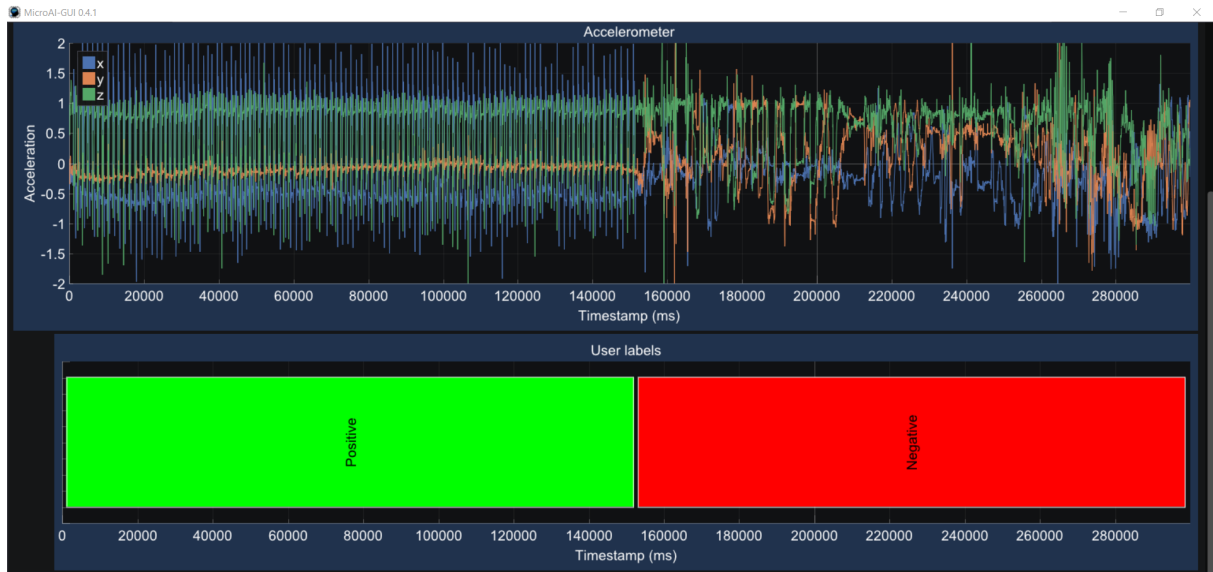 MicroAI-GUI 0.4.1
Accelerometer
x
y
z
2
1.5
1
0.5
0
-0.5
-1
-1.5
-2
Acceleration
0 20000 40000 60000 80000 100000 120000 140000 160000 180000 200000 220000 240000 260000 280000
Timestamp (ms)
User labels
Positive
Negative
0 20000 40000 60000 80000 100000 120000 140000 160000 180000 200000 220000 240000 260000 280000
Timestamp (ms)